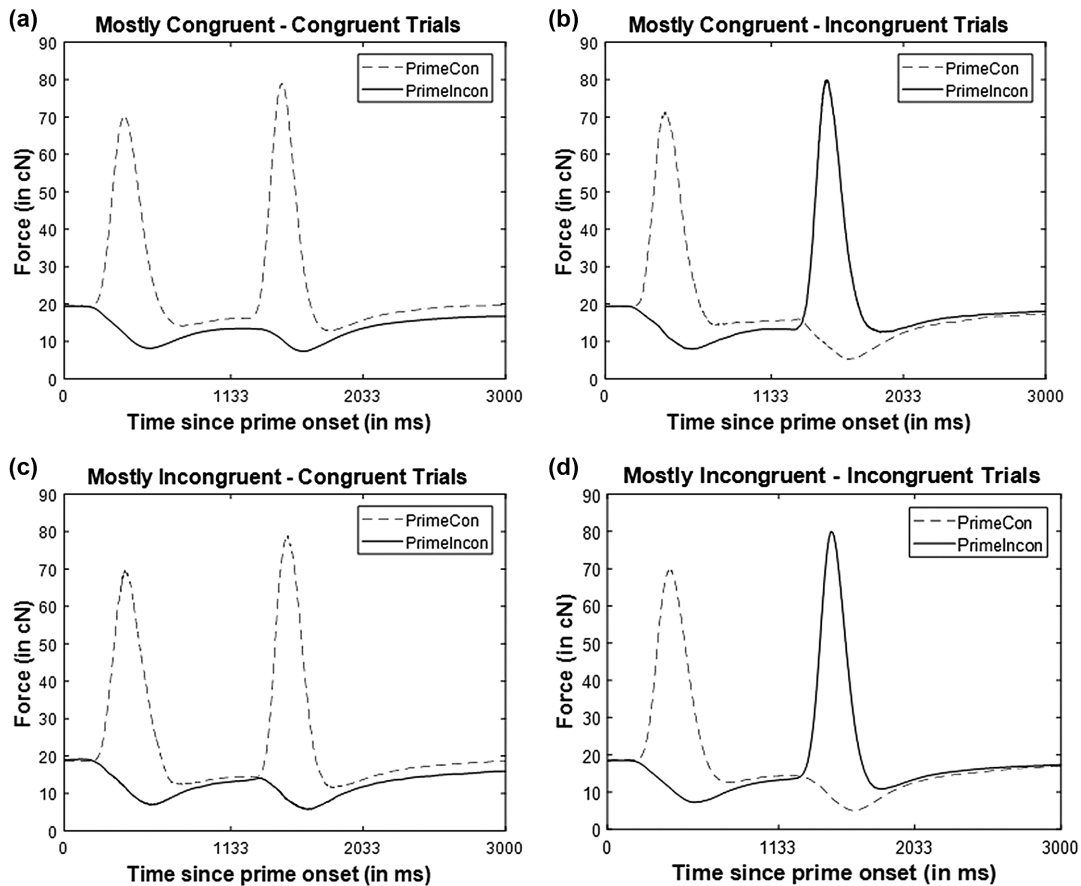 (a)
Mostly Congruent - Congruent Trials
90
80
70
60
50
40
30
20
10
0
Force (in cN)
PrimeCon
PrimeIncon
0 1133 2033 3000
Time since prime onset (in ms)
(b)
Mostly Congruent - Incongruent Trials
90
80
70
60
50
40
30
20
10
0
Force (in cN)
PrimeCon
PrimeIncon
0 1133 2033 3000
Time since prime onset (in ms)
(c)
Mostly Incongruent - Congruent Trials
90
80
70
60
50
40
30
20
10
0
Force (in cN)
PrimeCon
PrimeIncon
0 1133 2033 3000
Time since prime onset (in ms)
(d)
Mostly Incongruent - Incongruent Trials
90
80
70
60
50
40
30
20
10
0
Force (in cN)
PrimeCon
PrimeIncon
0 1133 2033 3000
Time since prime onset (in ms)